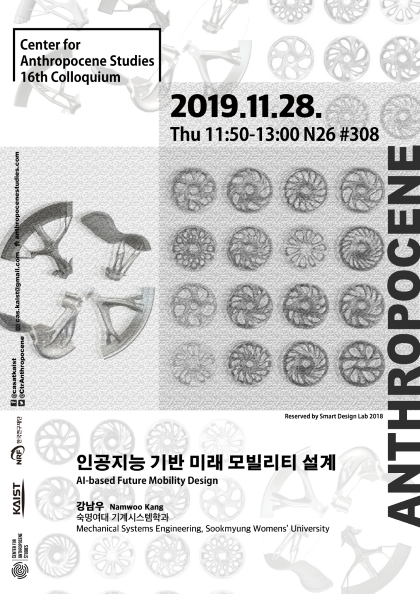 Center for
Anthropocene Studies
16th Colloquium
2019.11.28.
Thu 11:50-13:00 N26 #308
ANTHROPOCENE
anthropocenestudies.com
cas.kaist@gmail.com
@casatkaist
@CtrAnthropocene
Reserved by Smart Design Lab 2018
NRF 한국연구재단
KAIST
CENTER FOR
ANTHROPOCENE
STUDIES
인공지능 기반 미래 모빌리티 설계
AI-based Future Mobility Design
강남우 Namwoo Kang
숙명여대 기계시스템학과
Mechanical Systems Engineering, Sookmyung Womens' University